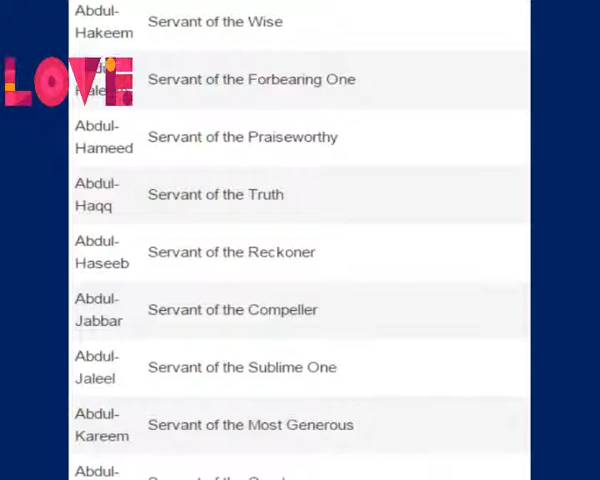 Abdul-
Hakeem
Servant of the Wise
LOVE
Servant of the Forbearing One
Abdul-
Hameed
Servant of the Praiseworthy
Abdul-
Haqq
Servant of the Truth
Abdul-
Haseeb
Servant of the Reckoner
Abdul-
Jabbar
Servant of the Compeller
Abdul-
Jaleel
Servant of the Sublime One
Abdul-
Kareem
Servant of the Most Generous
Abdul-